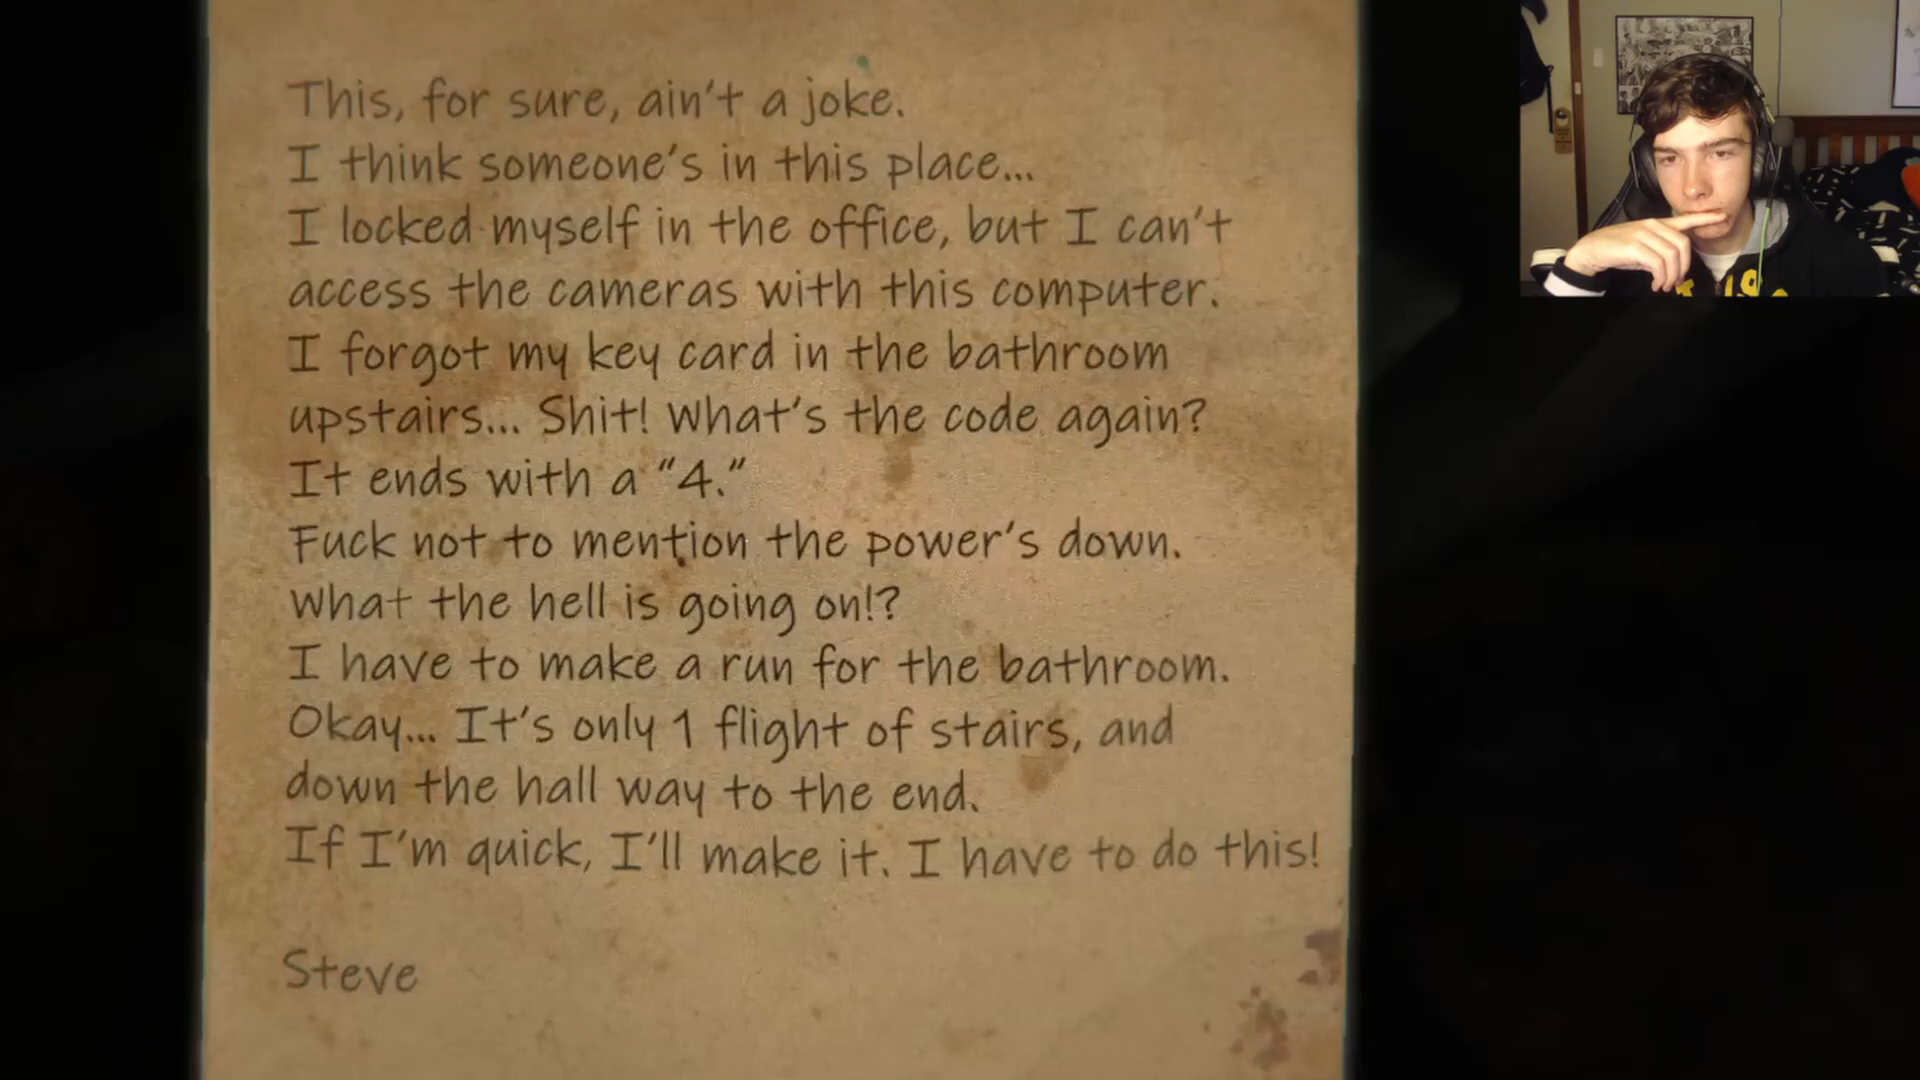 This, for sure, ain't a joke.
I think someone's in this place...
I locked myself in the office, but I can't
access the cameras with this computer.
I forgot my key card in the bathroom
upstairs... Shit! What's the code again?
It ends with a "4."
Fuck not to mention the power's down.
What the hell is going on!?
I have to make a run for the bathroom.
Okay... It's only 1 flight of stairs, and
down the hall way to the end.
If I'm quick, I'll make it. I have to do this!
Steve